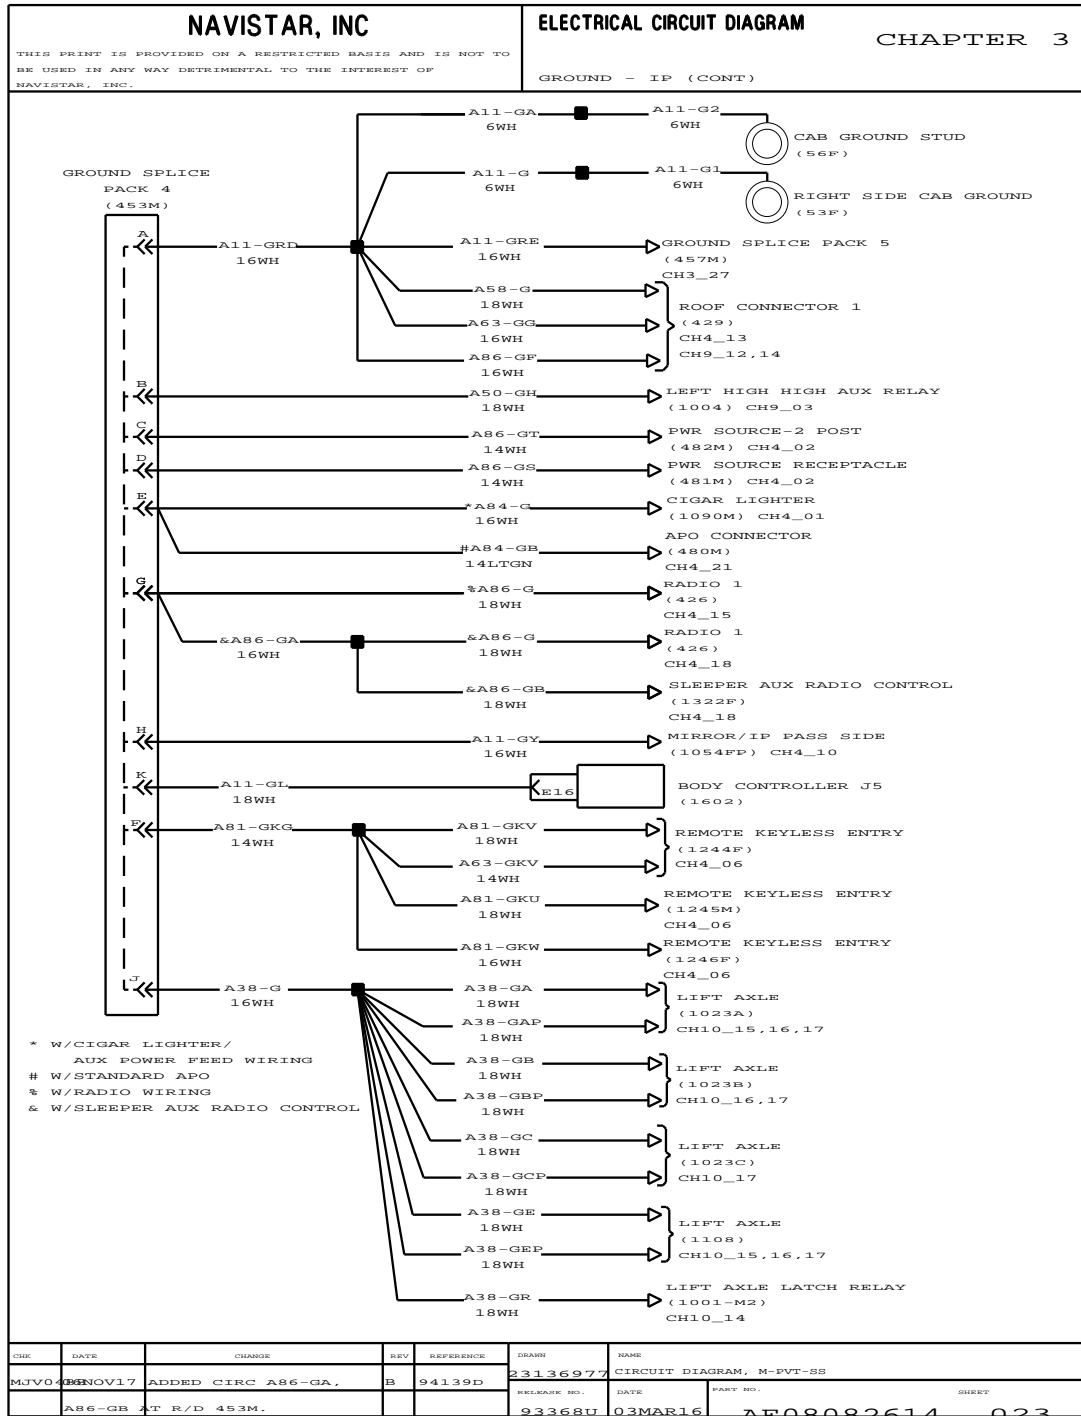 NAVISTAR, INC
THIS PRINT IS PROVIDED ON A RESTRICTED BASIS AND IS NOT TO
BE USED IN ANY WAY DETRIMENTAL TO THE INTEREST OF
NAVISTAR, INC.
ELECTRICAL CIRCUIT DIAGRAM
CHAPTER 3
GROUND - IP (CONT)
A11-GA
6WH
A11-G2
6WH
CAB GROUND STUD
(56F)
A11-G
6WH
A11-G1
6WH
RIGHT SIDE CAB GROUND
(53F)
GROUND SPLICE
PACK 4
(453M)
A
A11-GRD
16WH
A11-GRE
16WH
GROUND SPLICE PACK 5
(457M)
CH3_27
A58-G
18WH
A63-GG
16WH
A86-GF
16WH
ROOF CONNECTOR 1
(429)
CH4_13
CH9_12,14
B
A50-GH
18WH
LEFT HIGH HIGH AUX RELAY
(1004) CH9_03
C
A86-GT
14WH
PWR SOURCE-2 POST
(482M) CH4_02
D
A86-GS
14WH
PWR SOURCE RECEPTACLE
(481M) CH4_02
E
*A84-G
16WH
CIGAR LIGHTER
(1090M) CH4_01
#A84-GB
14LTGN
APO CONNECTOR
(480M)
CH4_21
G
%A86-G
18WH
RADIO 1
(426)
CH4_15
&A86-GA
16WH
&A86-G
18WH
RADIO 1
(426)
CH4_18
&A86-GB
18WH
SLEEPER AUX RADIO CONTROL
(1322F)
CH4_18
H
A11-GY
16WH
MIRROR/IP PASS SIDE
(1054FP) CH4_10
K
A11-GL
18WH
E16
BODY CONTROLLER J5
(1602)
F
A81-GKG
14WH
A81-GKV
18WH
A63-GKV
14WH
REMOTE KEYLESS ENTRY
(1244F)
CH4_06
A81-GKU
18WH
REMOTE KEYLESS ENTRY
(1245M)
CH4_06
A81-GKW
16WH
REMOTE KEYLESS ENTRY
(1246F)
CH4_06
J
A38-G
16WH
A38-GA
18WH
A38-GAP
18WH
LIFT AXLE
(1023A)
CH10_15,16,17
A38-GB
18WH
A38-GBP
18WH
LIFT AXLE
(1023B)
CH10_16,17
A38-GC
18WH
A38-GCP
18WH
LIFT AXLE
(1023C)
CH10_17
A38-GE
18WH
A38-GEP
18WH
LIFT AXLE
(1108)
CH10_15,16,17
A38-GR
18WH
LIFT AXLE LATCH RELAY
(1001-M2)
CH10_14
* W/CIGAR LIGHTER/
AUX POWER FEED WIRING
# W/STANDARD APO
% W/RADIO WIRING
& W/SLEEPER AUX RADIO CONTROL
CHK DATE CHANGE REV REFERENCE
ADDED CIRC A86-GA, B 94139D
A86-GB AT R/D 453M.
DRAWN
23136977
NAME
CIRCUIT DIAGRAM, M-PVT-SS
RELEASE NO.
93368U
DATE
03MAR16
PART NO.
AF08082614
SHEET
023